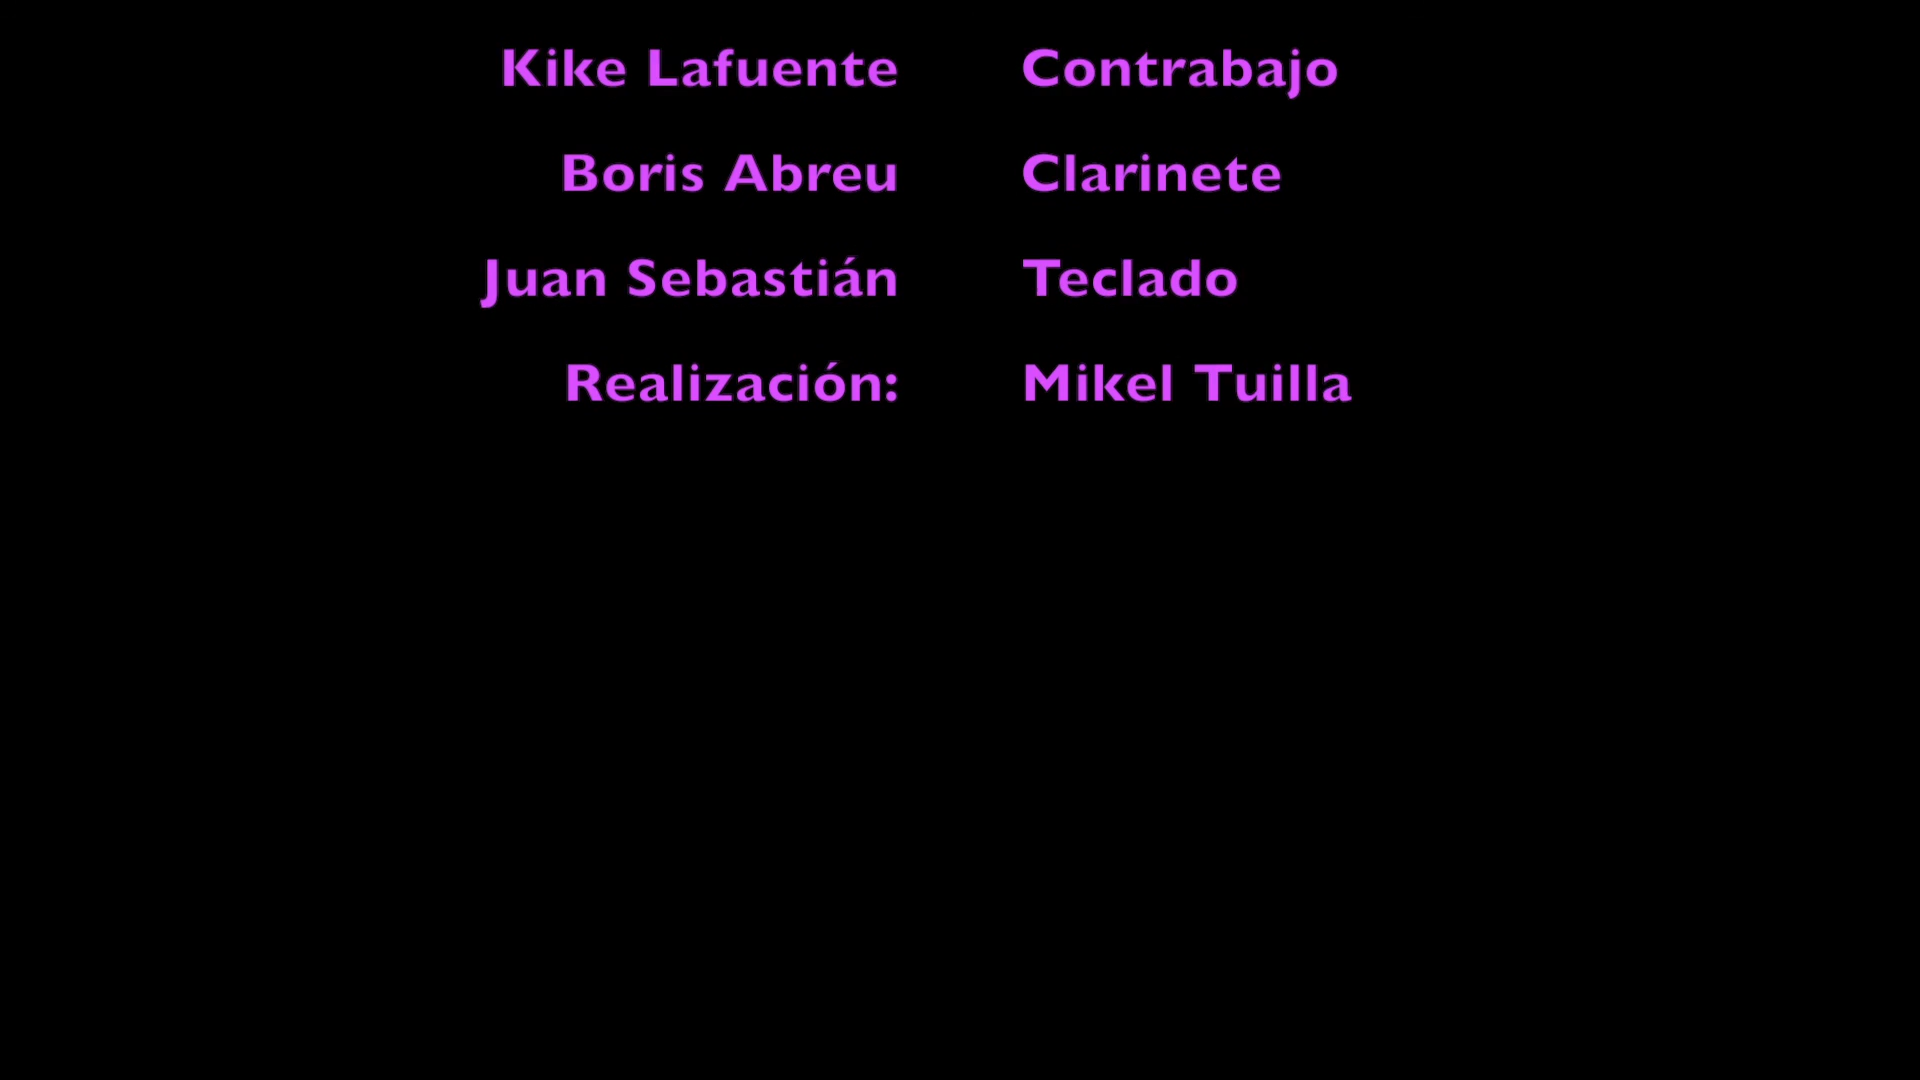 Kike Lafuente Contrabajo
Boris Abreu Clarinete
Juan Sebastián Teclado
Realización: Mikel Tuilla